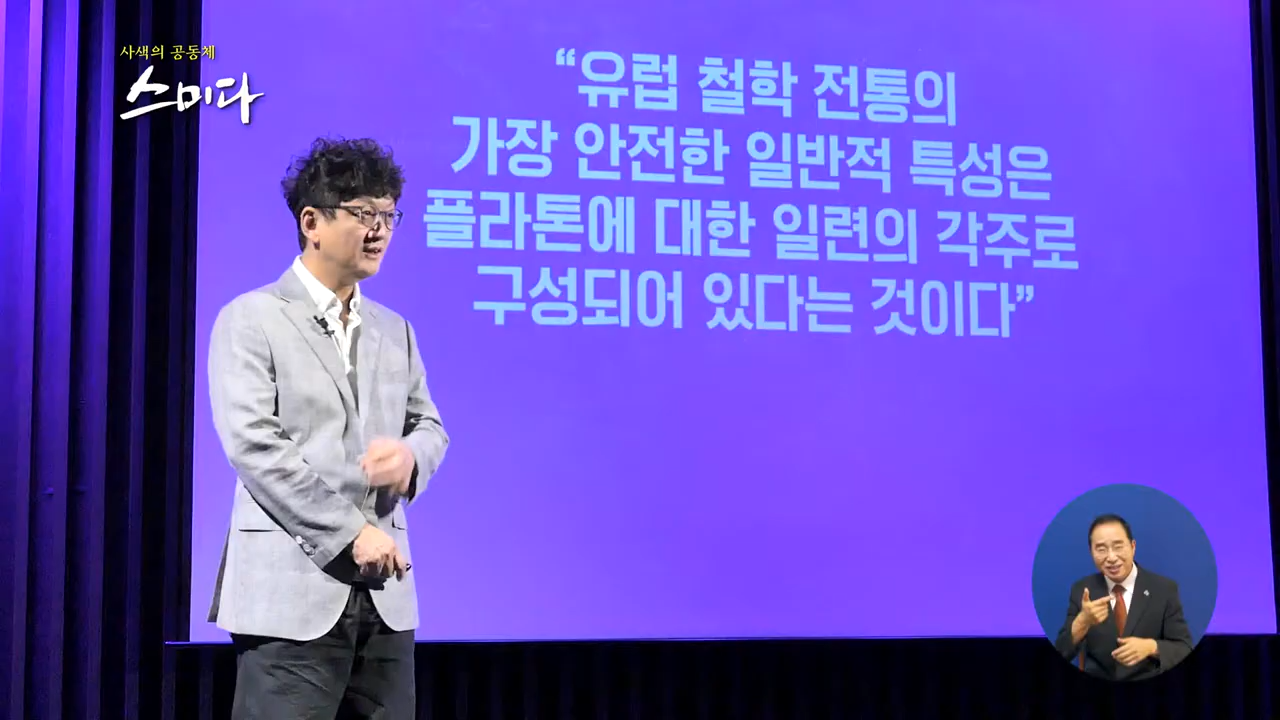 사색의 공동체
스미다
“유럽 철학 전통의
가장 안전한 일반적 특성은
플라톤에 대한 일련의 각주로
구성되어 있다는 것이다”